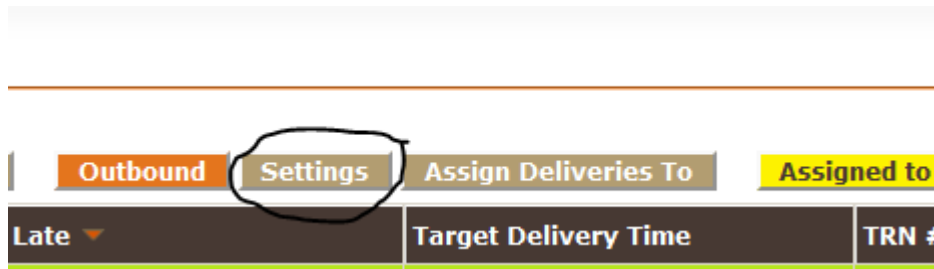 Outbound Settings Assign Deliveries To Assigned to
Late Target Delivery Time TRN #